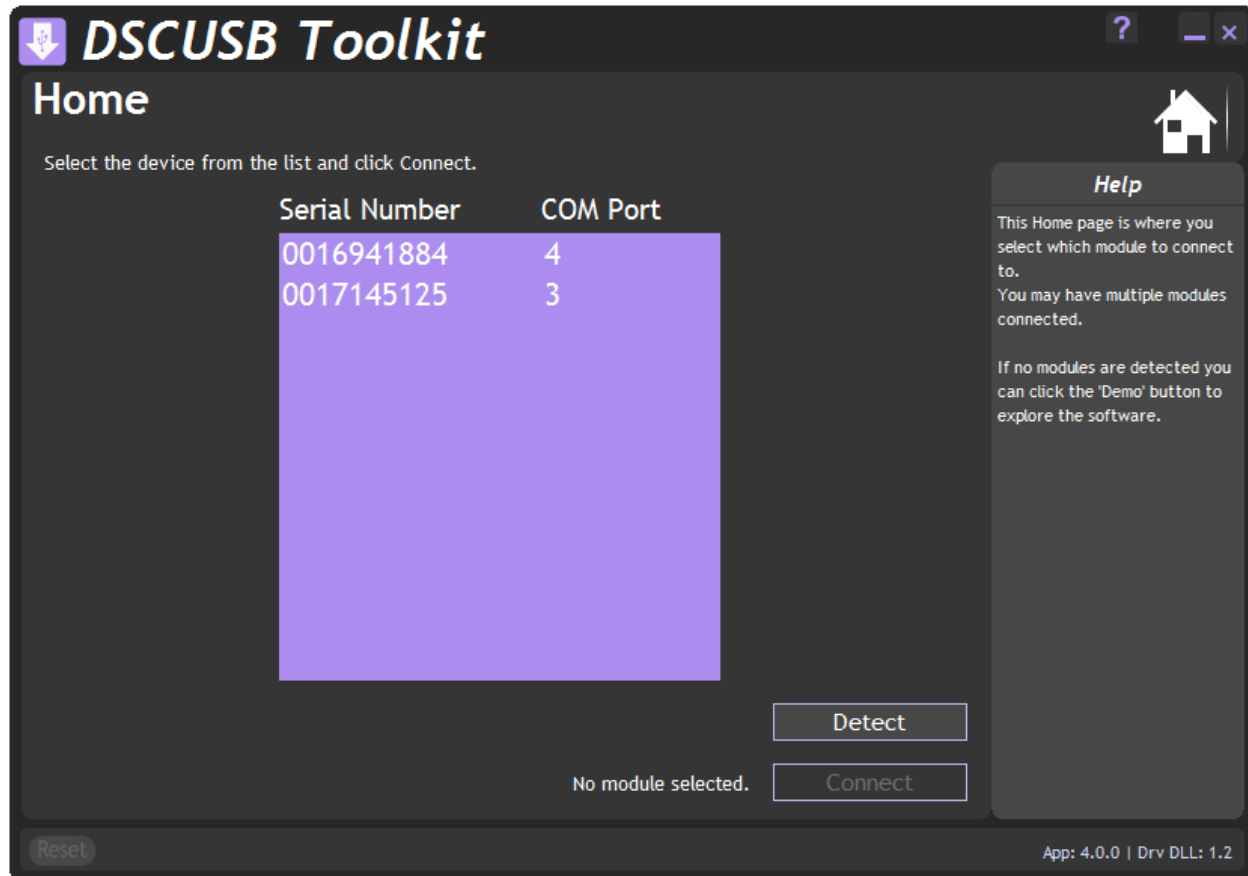 DSCUSB Toolkit
?
Home
Select the device from the list and click Connect.
Serial Number COM Port
0016941884 4
0017145125 3
Detect
No module selected. Connect
Help
This Home page is where you
select which module to connect
to.
You may have multiple modules
connected.
If no modules are detected you
can click the 'Demo' button to
explore the software.
Reset
App: 4.0.0 | Drv DLL: 1.2